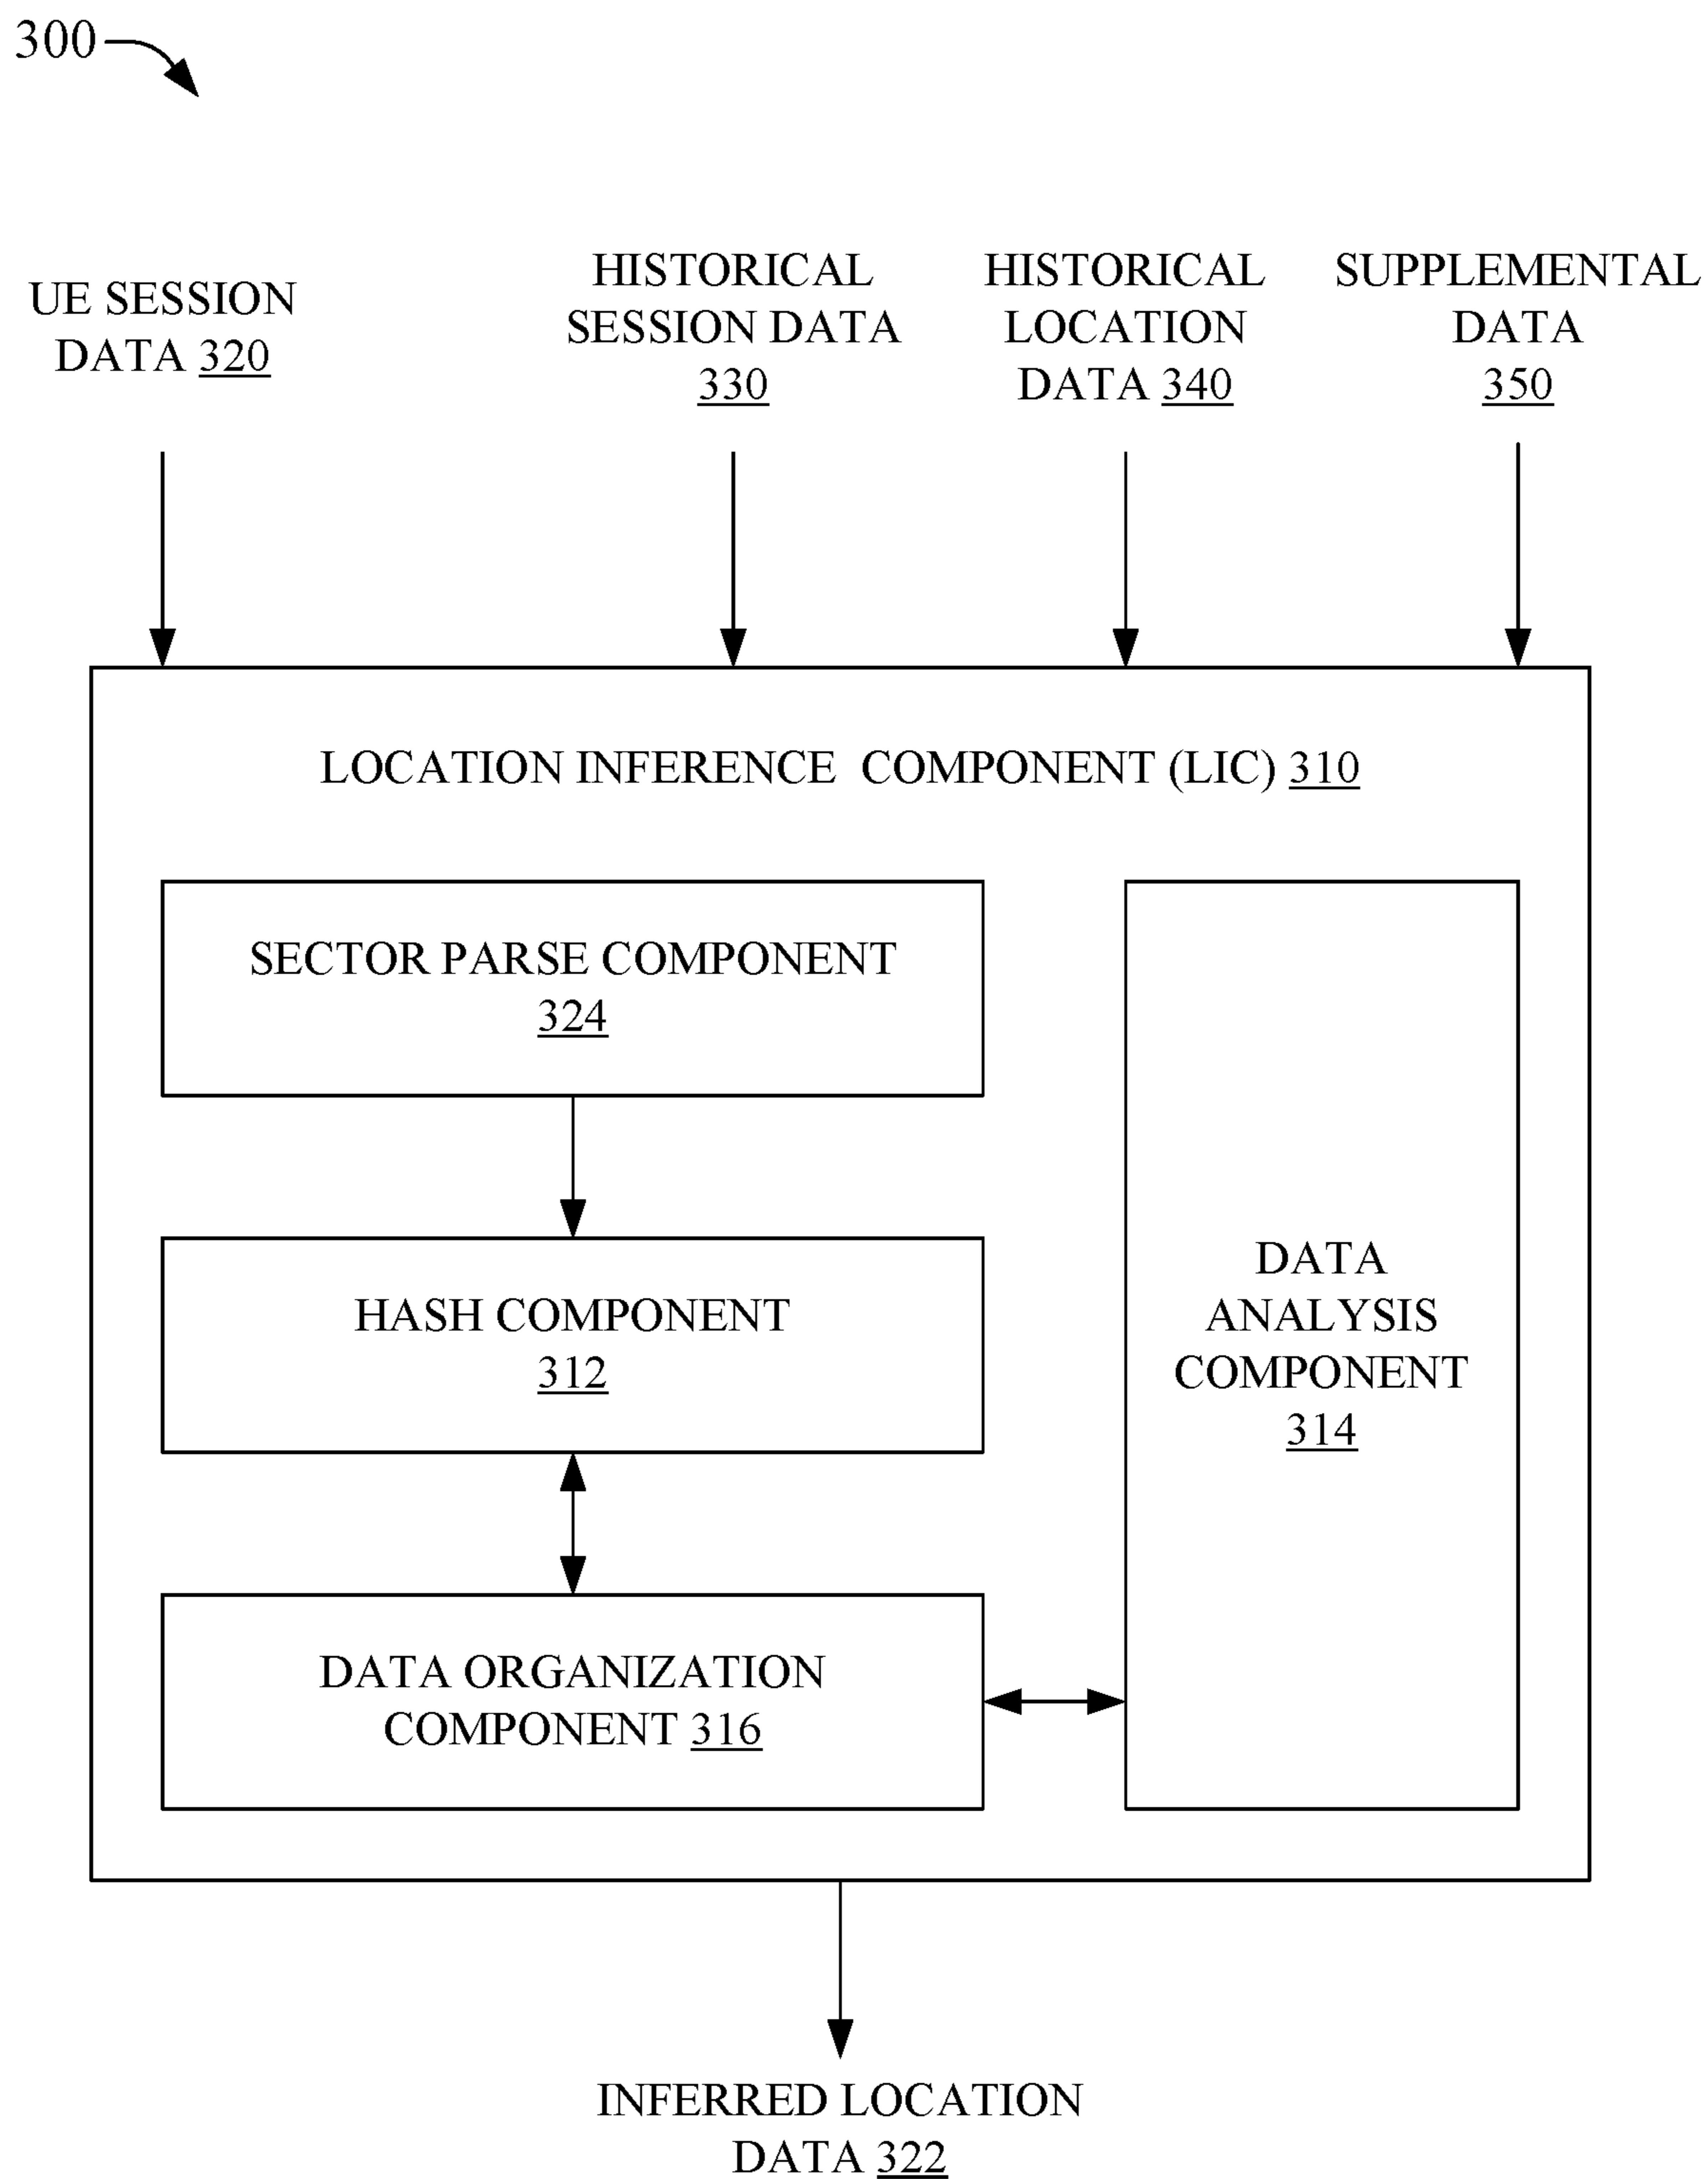 300
UE SESSION
DATA 320
HISTORICAL
SESSION DATA
330
HISTORICAL
LOCATION
DATA 340
SUPPLEMENTAL
DATA
350
LOCATION INFERENCE COMPONENT (LIC) 310
SECTOR PARSE COMPONENT
324
HASH COMPONENT
312
DATA ORGANIZATION
COMPONENT 316
DATA
ANALYSIS
COMPONENT
314
INFERRED LOCATION
DATA 322